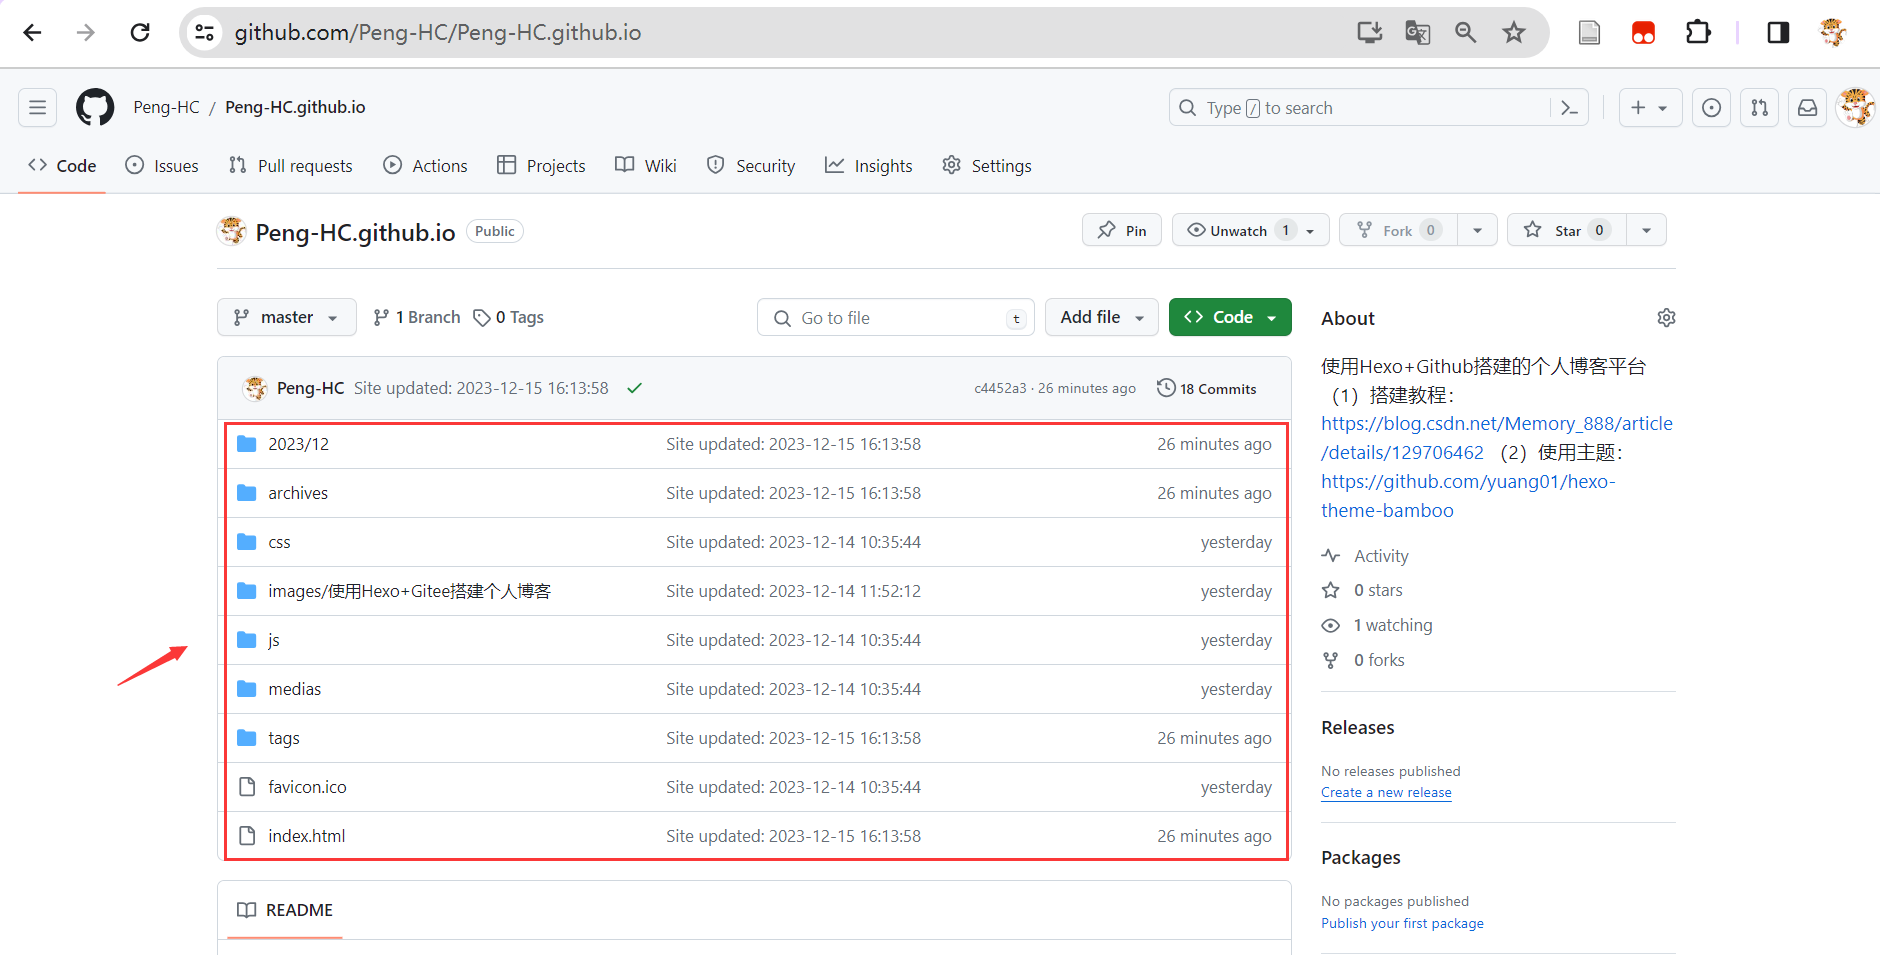 github.com/Peng-HC/Peng-HC.github.io
Peng-HC / Peng-HC.github.io
Type / to search
Code Issues Pull requests Actions Projects Wiki Security Insights Settings
Peng-HC.github.io Public
Pin Unwatch 1 Fork 0 Star 0
master 1 Branch 0 Tags Go to file t Add file Code
Peng-HC Site updated: 2023-12-15 16:13:58 c4452a3 · 26 minutes ago 18 Commits
2023/12 Site updated: 2023-12-15 16:13:58 26 minutes ago
archives Site updated: 2023-12-15 16:13:58 26 minutes ago
css Site updated: 2023-12-14 10:35:44 yesterday
images/使用Hexo+Gitee搭建个人博客 Site updated: 2023-12-14 11:52:12 yesterday
js Site updated: 2023-12-14 10:35:44 yesterday
medias Site updated: 2023-12-14 10:35:44 yesterday
tags Site updated: 2023-12-15 16:13:58 26 minutes ago
favicon.ico Site updated: 2023-12-14 10:35:44 yesterday
index.html Site updated: 2023-12-15 16:13:58 26 minutes ago
README
About
使用Hexo+Github搭建的个人博客平台
（1）搭建教程：
https://blog.csdn.net/Memory_888/article
/details/129706462 （2）使用主题：
https://github.com/yuang01/hexo-
theme-bamboo
Activity
0 stars
1 watching
0 forks
Releases
No releases published
Create a new release
Packages
No packages published
Publish your first package